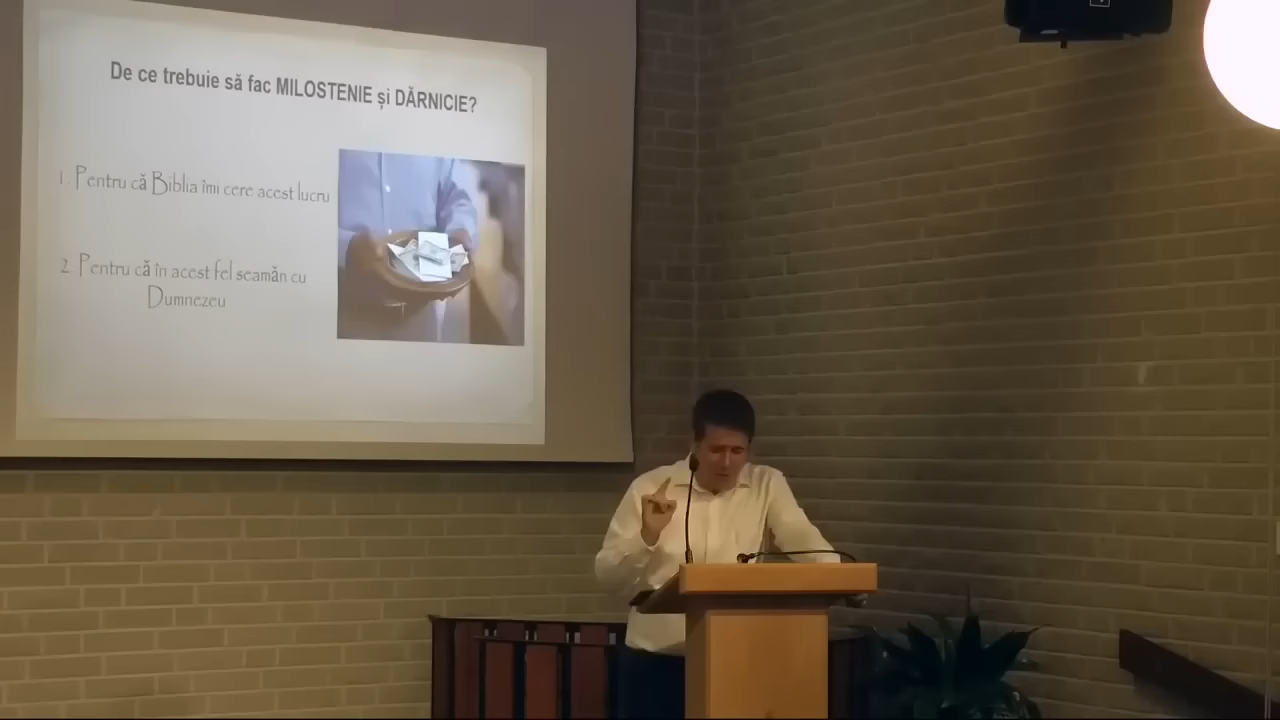 De ce trebuie să fac MILOSTENIE și DĂRNICIE?
1. Pentru că Biblia îmi cere acest lucru
2. Pentru că în acest fel seamăn cu
Dumnezeu